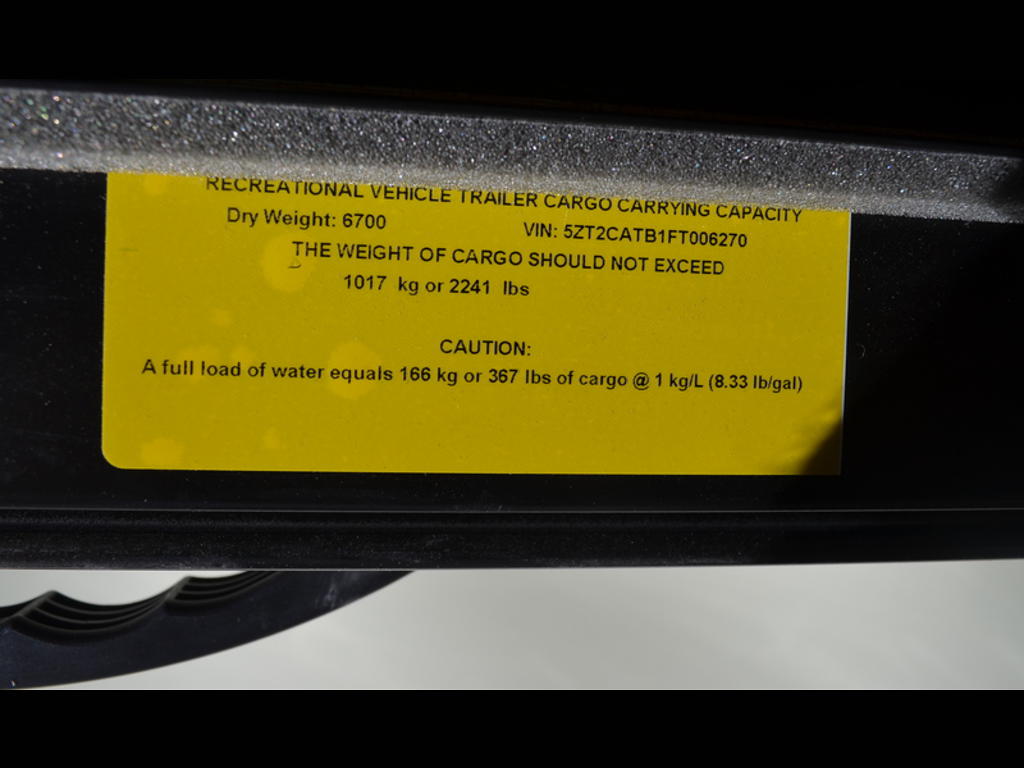 RECREATIONAL VEHICLE TRAILER CARGO CARRYING CAPACITY
Dry Weight: 6700 VIN: 5ZT2CATB1FT006270
THE WEIGHT OF CARGO SHOULD NOT EXCEED
1017 kg or 2241 lbs
CAUTION:
A full load of water equals 166 kg or 367 lbs of cargo @ 1 kg/L (8.33 lb/gal)